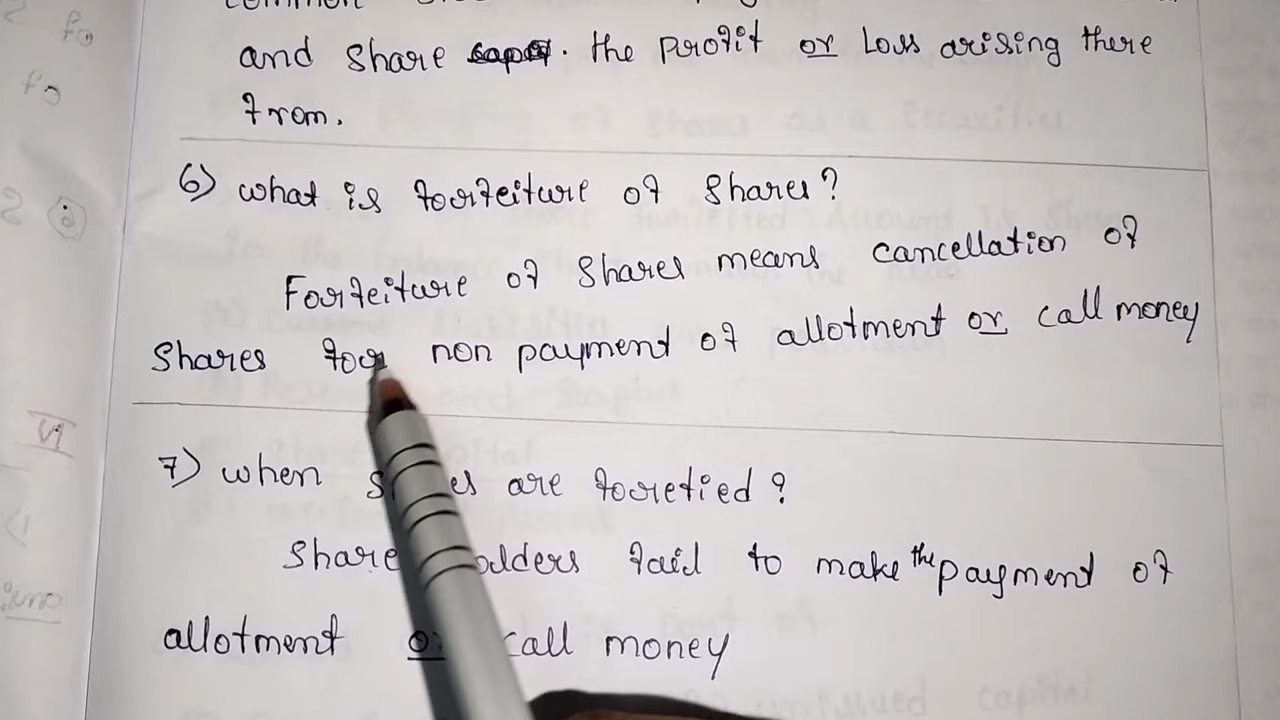 and Share the profit or Loss arising there
from.
6) what is forfeiture of Shares?
Forfeiture of Shares means cancellation of
Shares for non payment of allotment or call money
7) when are foretied?
Share faid to make the payment of
allotment call money